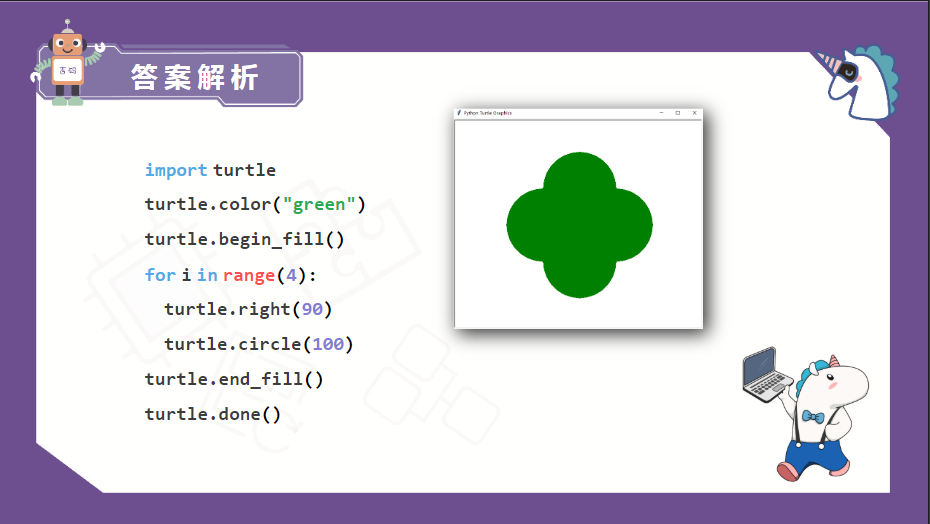 答案解析
Python Turtle Graphics
import turtle
turtle.color("green")
turtle.begin_fill()
for i in range(4):
  turtle.right(90)
  turtle.circle(100)
turtle.end_fill()
turtle.done()